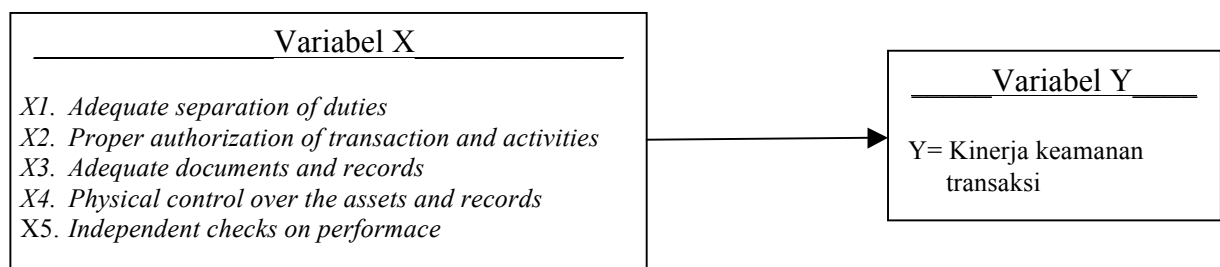 Variabel X
X1. Adequate separation of duties
X2. Proper authorization of transaction and activities
X3. Adequate documents and records
X4. Physical control over the assets and records
X5. Independent checks on performace
Variabel Y
Y= Kinerja keamanan
transaksi